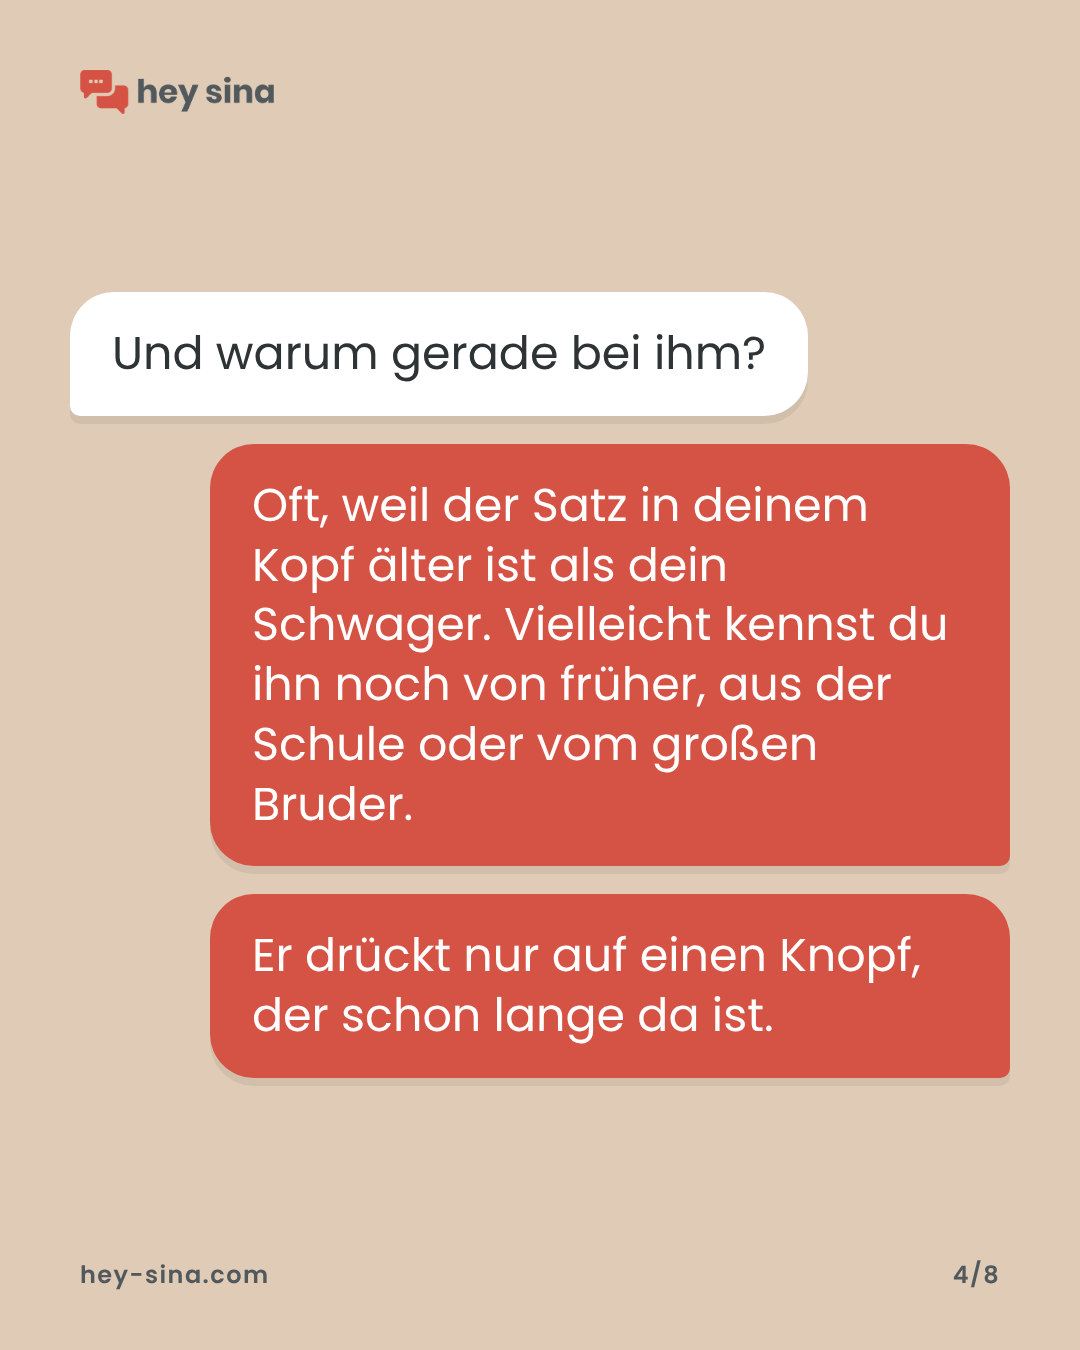 hey sina
Und warum gerade bei ihm?
Oft, weil der Satz in deinem
Kopf älter ist als dein
Schwager. Vielleicht kennst du
ihn noch von früher, aus der
Schule oder vom großen
Bruder.
Er drückt nur auf einen Knopf,
der schon lange da ist.
hey-sina.com
4/8